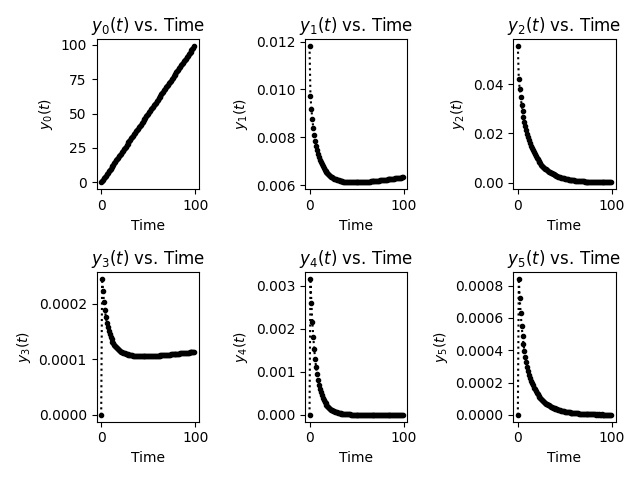 y₀(t) vs. Time
y₁(t) vs. Time
y₂(t) vs. Time
100
75
50
25
0
y₀(t)
0
100
Time
0.012
0.010
0.008
0.006
y₁(t)
0
100
Time
0.04
0.02
0.00
y₂(t)
0
100
Time
y₃(t) vs. Time
y₄(t) vs. Time
y₅(t) vs. Time
0.0002
0.0001
0.0000
y₃(t)
0
100
Time
0.003
0.002
0.001
0.000
y₄(t)
0
100
Time
0.0008
0.0006
0.0004
0.0002
0.0000
y₅(t)
0
100
Time